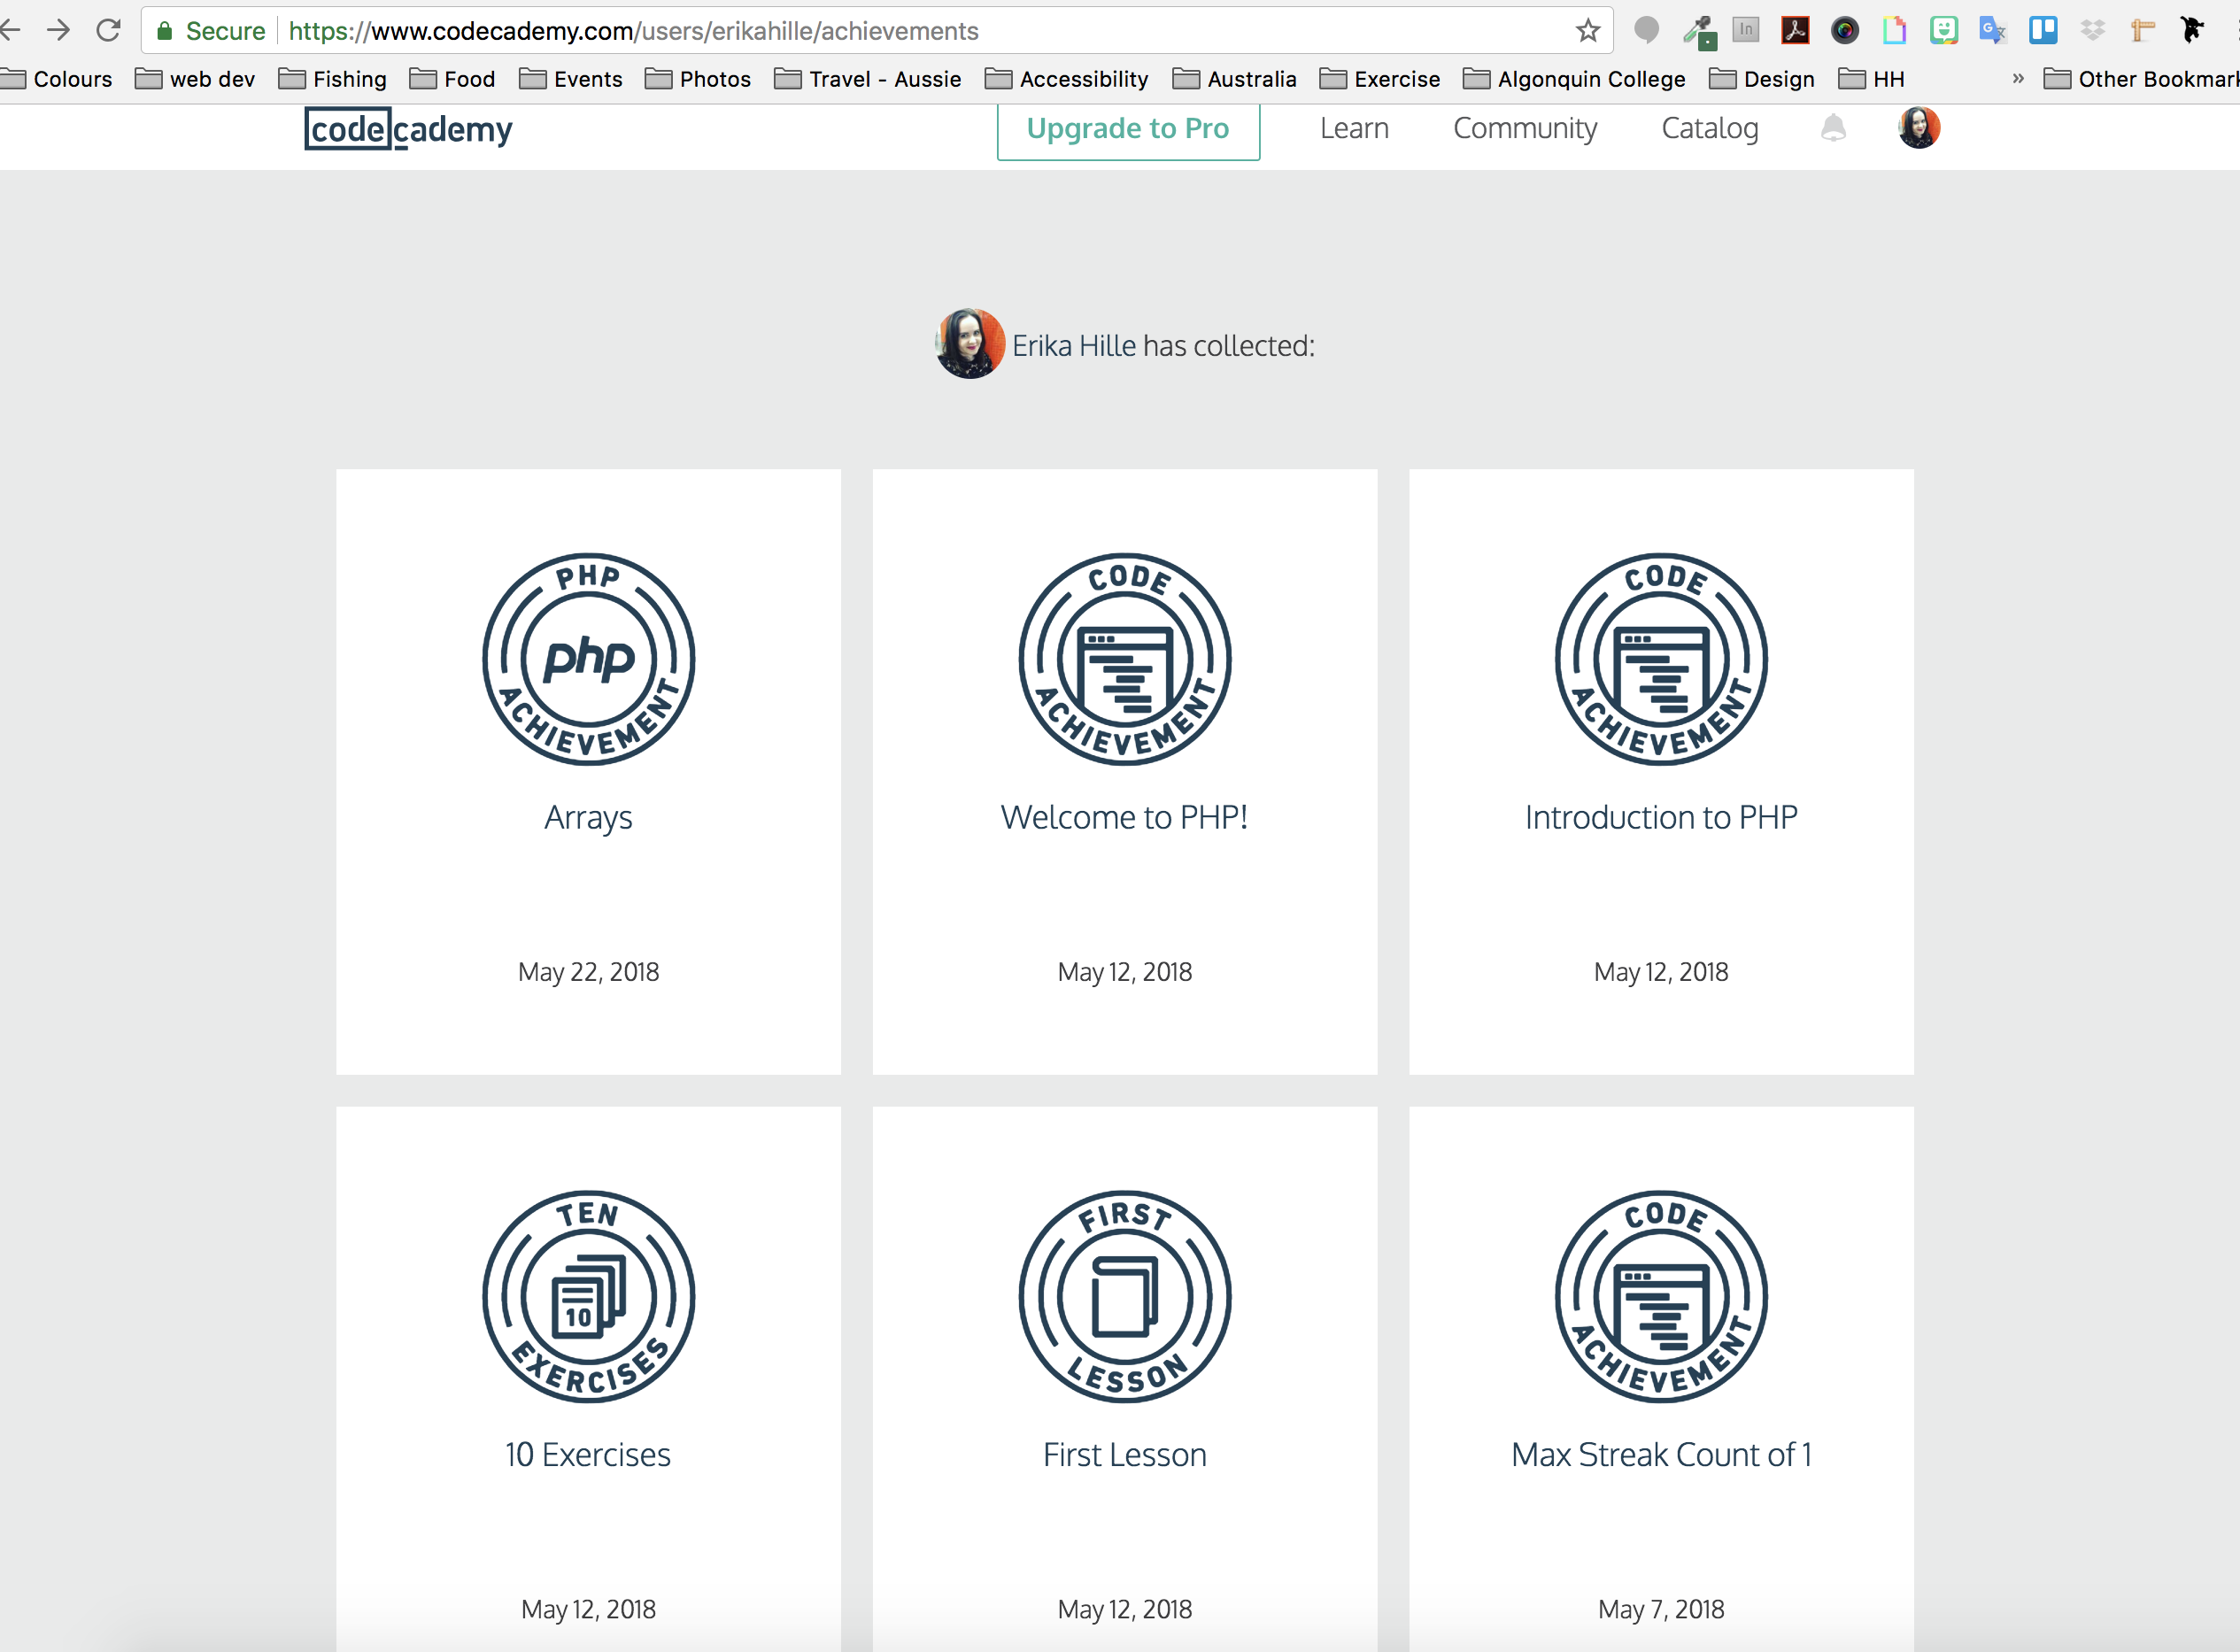 Secure https://www.codecademy.com/users/erikahille/achievements
Colours web dev Fishing Food Events Photos Travel - Aussie Accessibility Australia Exercise Algonquin College Design HH » Other Bookmar
codecademy Upgrade to Pro Learn Community Catalog
Erika Hille has collected:
PHP
php
ACHIEVEMENT
Arrays
May 22, 2018
CODE
ACHIEVEMENT
Welcome to PHP!
May 12, 2018
CODE
ACHIEVEMENT
Introduction to PHP
May 12, 2018
TEN
10
EXERCISES
10 Exercises
May 12, 2018
FIRST
LESSON
First Lesson
May 12, 2018
CODE
ACHIEVEMENT
Max Streak Count of 1
May 7, 2018